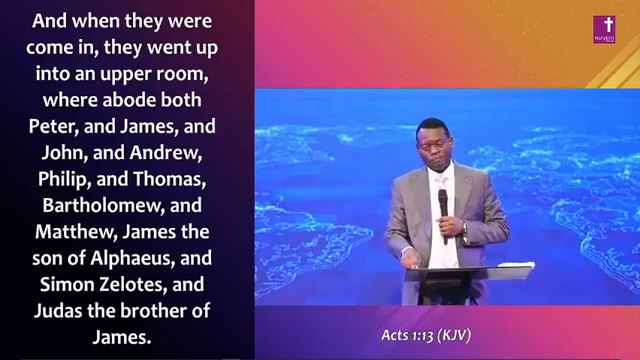 And when they were
come in, they went up
into an upper room,
where abode both
Peter, and James, and
John, and Andrew,
Philip, and Thomas,
Bartholomew, and
Matthew, James the
son of Alphaeus, and
Simon Zelotes, and
Judas the brother of
James.
Acts 1:13 (KJV)